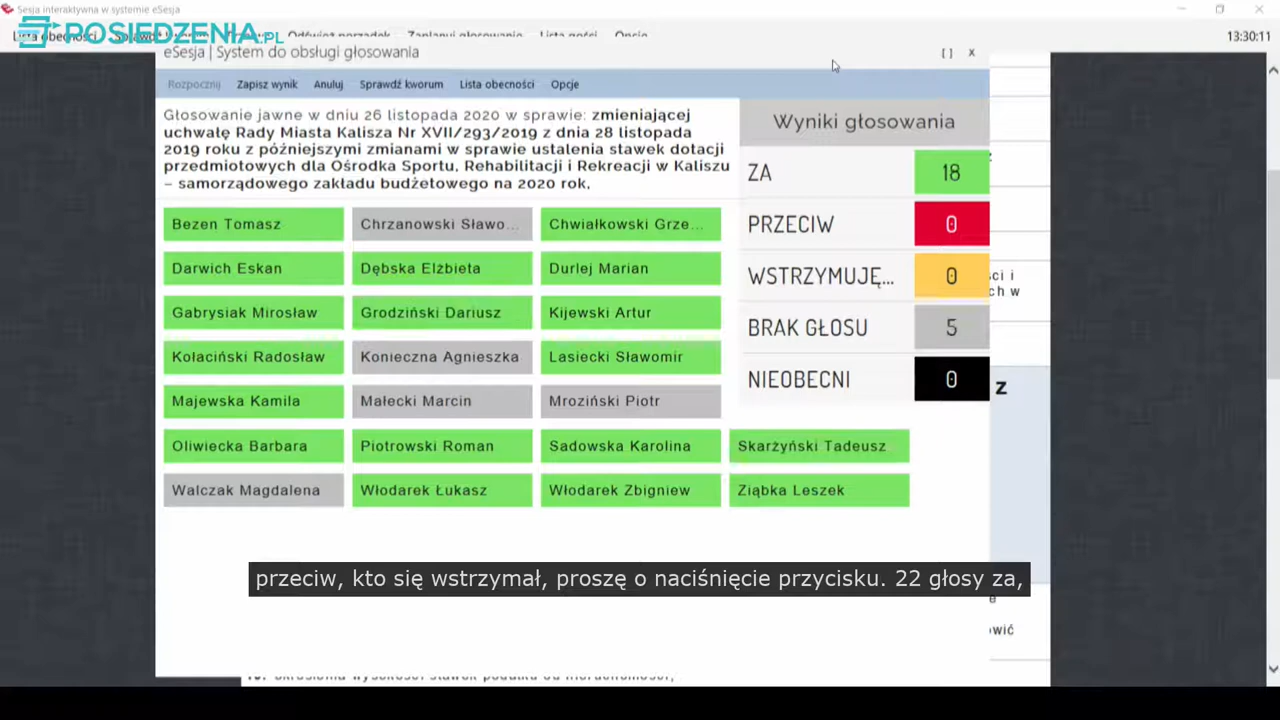 Sesja interaktywna w systemie eSesja
POSIEDZENIA.PL
13:30:11
eSesja | System do obsługi głosowania
[ ] x
Rozpocznij Zapisz wynik Anuluj Sprawdź kworum Lista obecności Opcje
Głosowanie jawne w dniu 26 listopada 2020 w sprawie: zmieniającej
uchwałę Rady Miasta Kalisza Nr XVII/293/2019 z dnia 28 listopada
2019 roku z późniejszymi zmianami w sprawie ustalenia stawek dotacji
przedmiotowych dla Ośrodka Sportu, Rehabilitacji i Rekreacji w Kaliszu
– samorządowego zakładu budżetowego na 2020 rok,
Wyniki głosowania
ZA 18
PRZECIW 0
WSTRZYMUJĘ... 0
BRAK GŁOSU 5
NIEOBECNI 0
Bezen Tomasz Chrzanowski Sławo... Chwiałkowski Grze...
Darwich Eskan Dębska Elżbieta Durlej Marian
Gabrysiak Mirosław Grodziński Dariusz Kijewski Artur
Kołaciński Radosław Konieczna Agnieszka Lasiecki Sławomir
Majewska Kamila Małecki Marcin Mroziński Piotr
Oliwiecka Barbara Piotrowski Roman Sadowska Karolina Skarżyński Tadeusz
Walczak Magdalena Włodarek Łukasz Włodarek Zbigniew Ziąbka Leszek
przeciw, kto się wstrzymał, proszę o naciśnięcie przycisku. 22 głosy za,